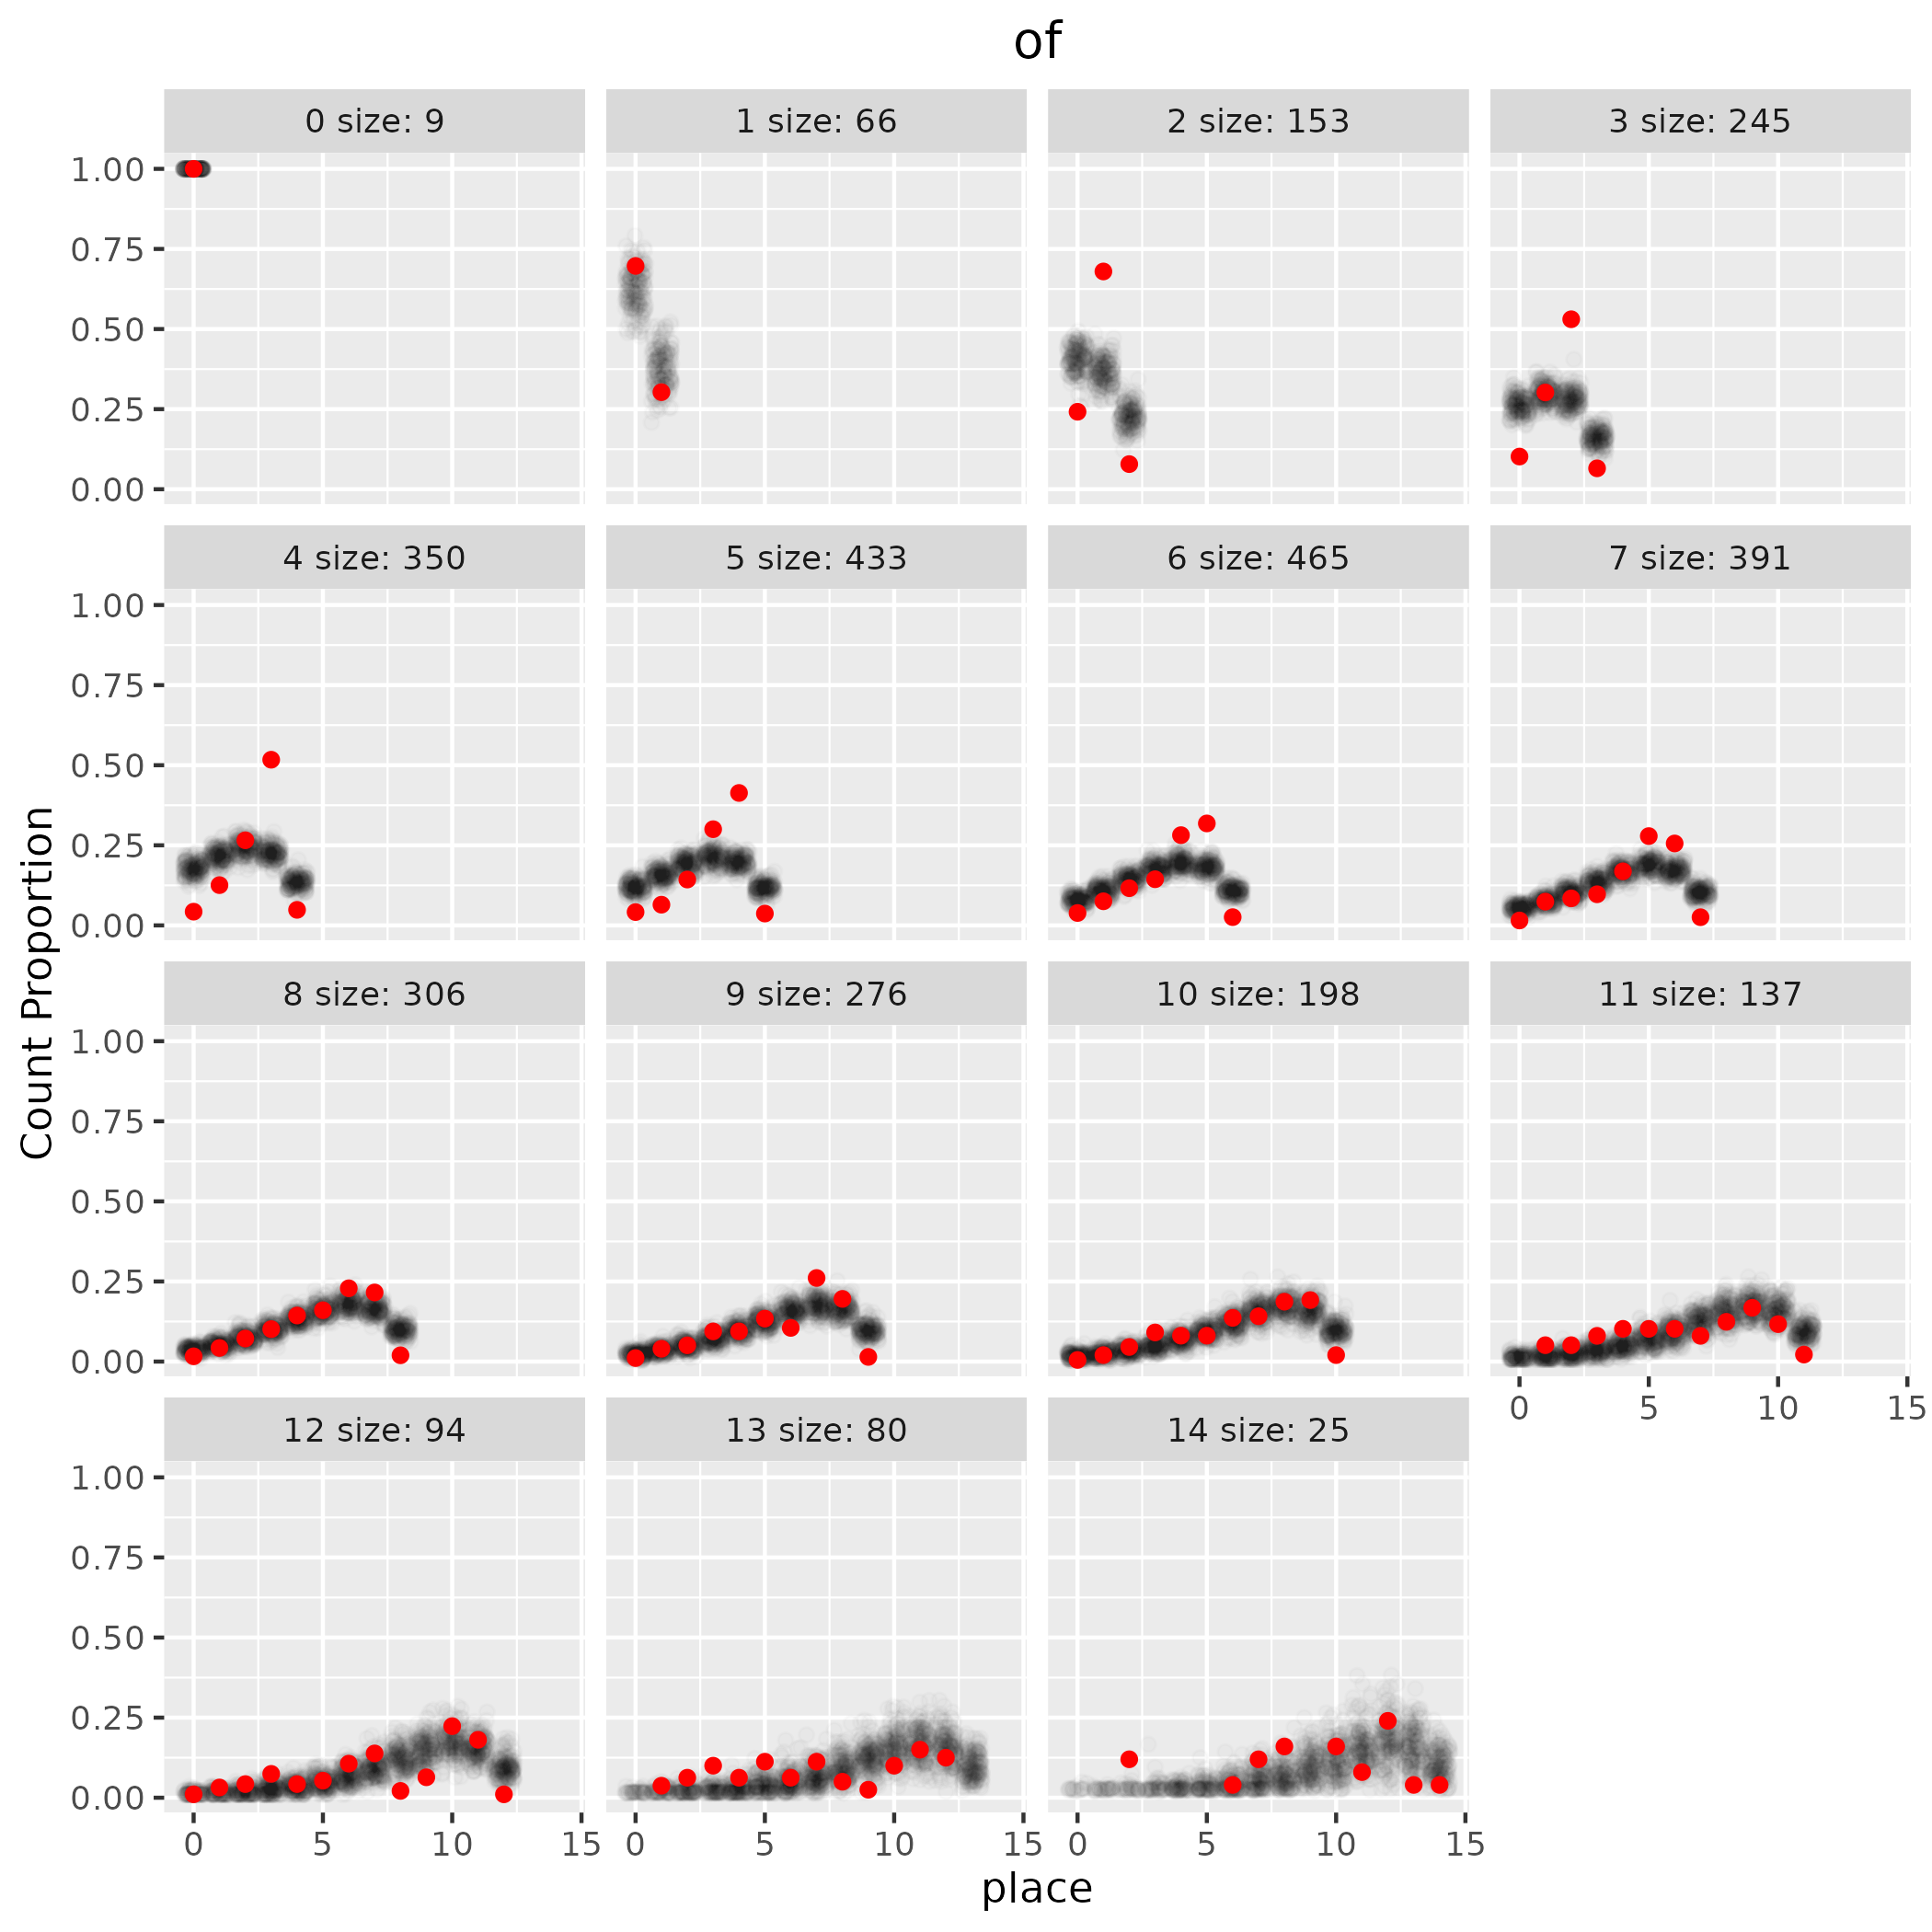 of
0 size: 9
1 size: 66
2 size: 153
3 size: 245
1.00
0.75
0.50
0.25
0.00
4 size: 350
5 size: 433
6 size: 465
7 size: 391
1.00
0.75
0.50
0.25
0.00
Count Proportion
8 size: 306
9 size: 276
10 size: 198
11 size: 137
1.00
0.75
0.50
0.25
0.00
0 5 10 15
12 size: 94
13 size: 80
14 size: 25
1.00
0.75
0.50
0.25
0.00
0 5 10 15
0 5 10 15
0 5 10 15
place